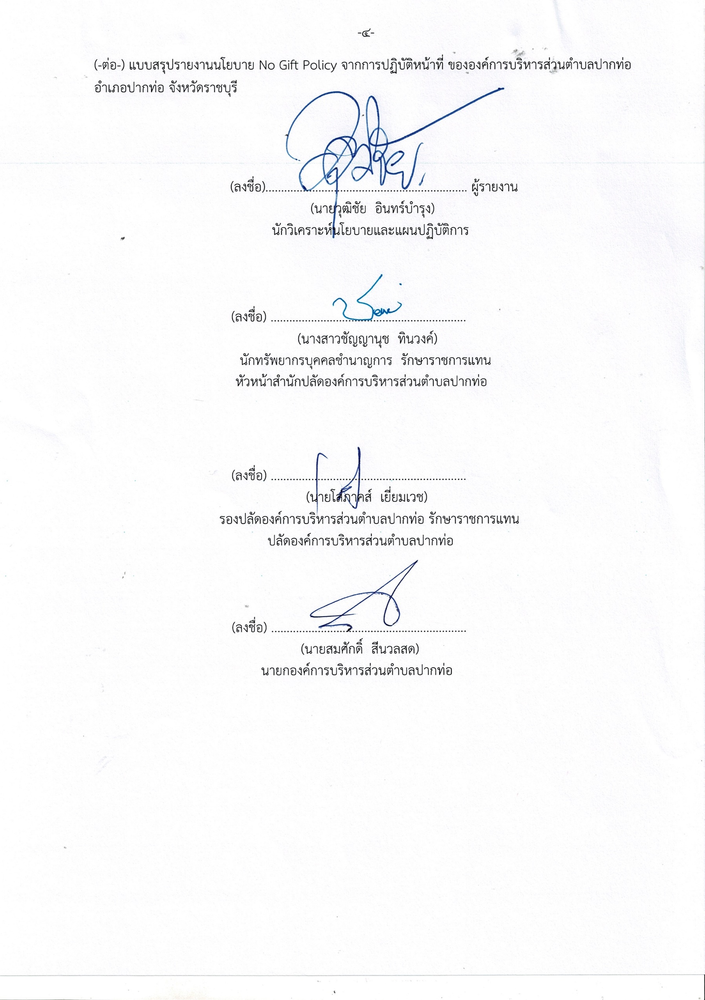 -๔-
(-ต่อ-) แบบสรุปรายงานนโยบาย No Gift Policy จากการปฏิบัติหน้าที่ ขององค์การบริหารส่วนตำบลปากท่อ
อำเภอปากท่อ จังหวัดราชบุรี
(ลงชื่อ)................................................................. ผู้รายงาน
(นายวุฒิชัย อินทร์บำรุง)
นักวิเคราะห์นโยบายและแผนปฏิบัติการ
(ลงชื่อ) ...............................................................
(นางสาวชัญญานุช ทินวงค์)
นักทรัพยากรบุคคลชำนาญการ รักษาราชการแทน
หัวหน้าสำนักปลัดองค์การบริหารส่วนตำบลปากท่อ
(ลงชื่อ) ...............................................................
(นายโสภาคส์ เยี่ยมเวช)
รองปลัดองค์การบริหารส่วนตำบลปากท่อ รักษาราชการแทน
ปลัดองค์การบริหารส่วนตำบลปากท่อ
(ลงชื่อ) ...............................................................
(นายสมศักดิ์ สีนวลสด)
นายกองค์การบริหารส่วนตำบลปากท่อ